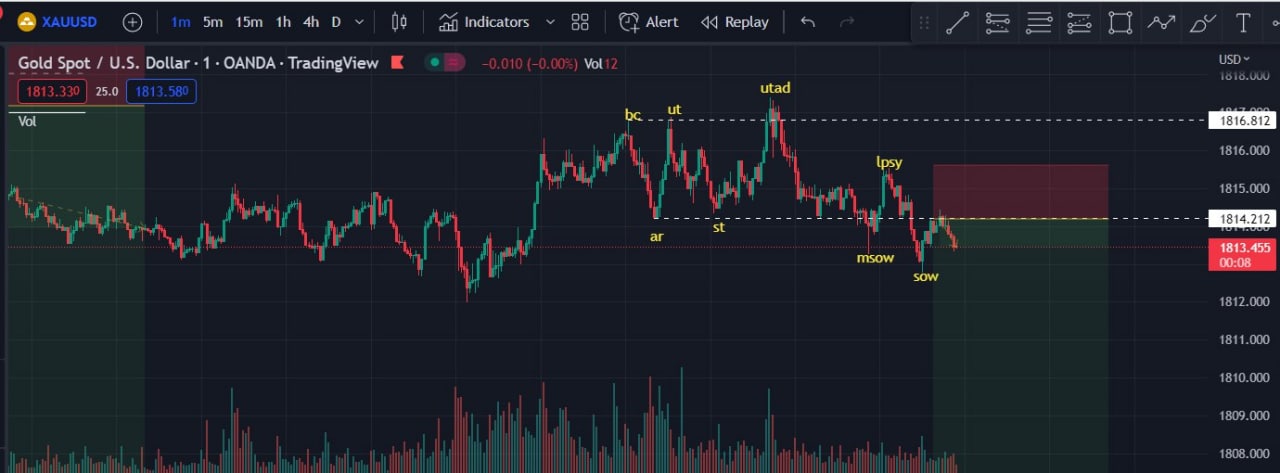 XAUUSD 1m 5m 15m 1h 4h D Indicators Alert Replay T
Gold Spot / U.S. Dollar · 1 · OANDA · TradingView −0.010 (−0.00%) Vol12
USD
1813.330 25.0 1813.580
Vol
1818.000
1817.000
1816.812
1816.000
1815.000
1814.212
1814.000
1813.455
00:08
1812.000
1811.000
1810.000
1809.000
1808.000
utad
bc
ut
lpsy
ar
st
msow
sow